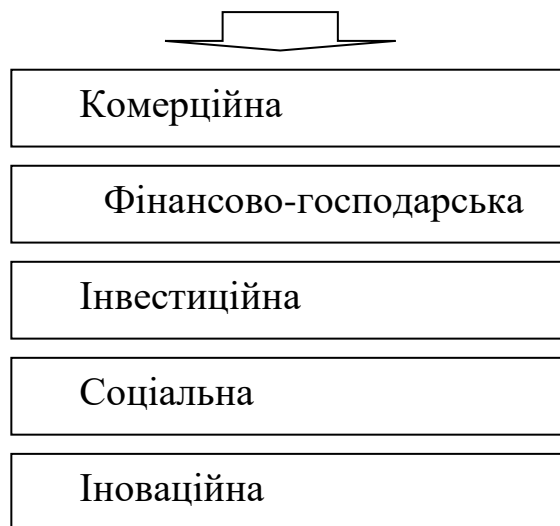 Комерційна
Фінансово-господарська
Інвестиційна
Соціальна
Іноваційна